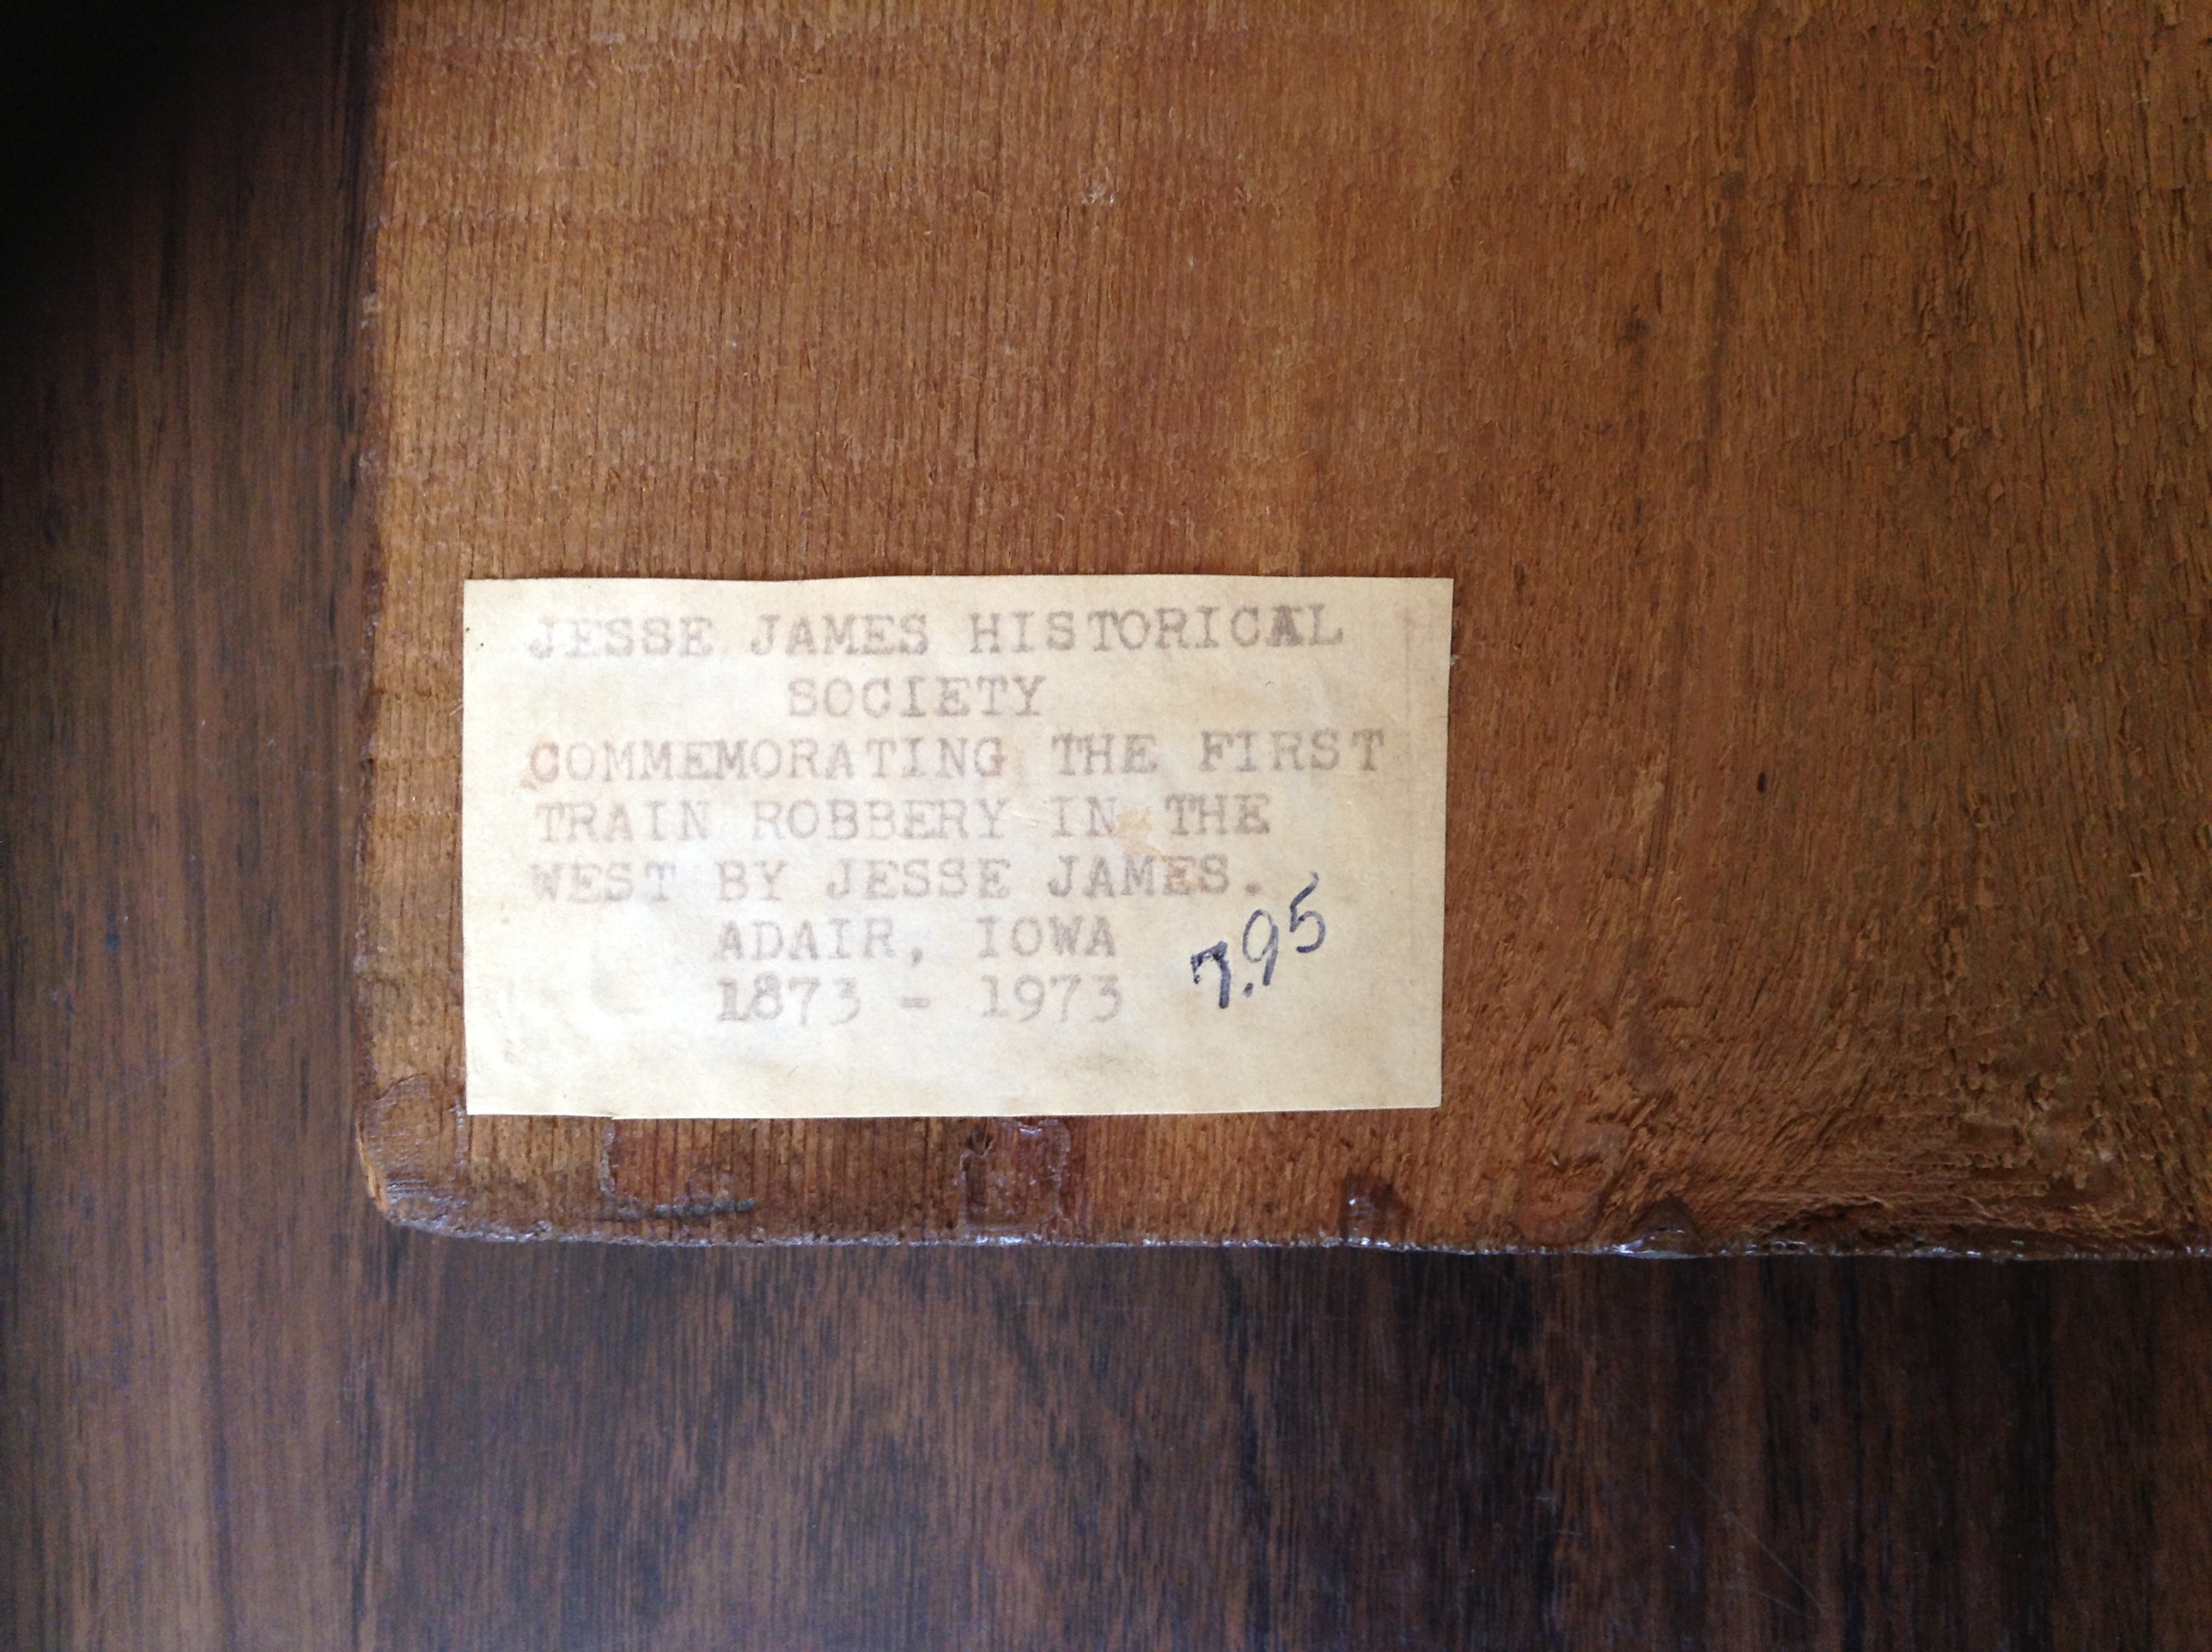 JESSE JAMES HISTORICAL
SOCIETY
COMMEMORATING THE FIRST
TRAIN ROBBERY IN THE
WEST BY JESSE JAMES.
ADAIR, IOWA
1873 - 1973
7.95